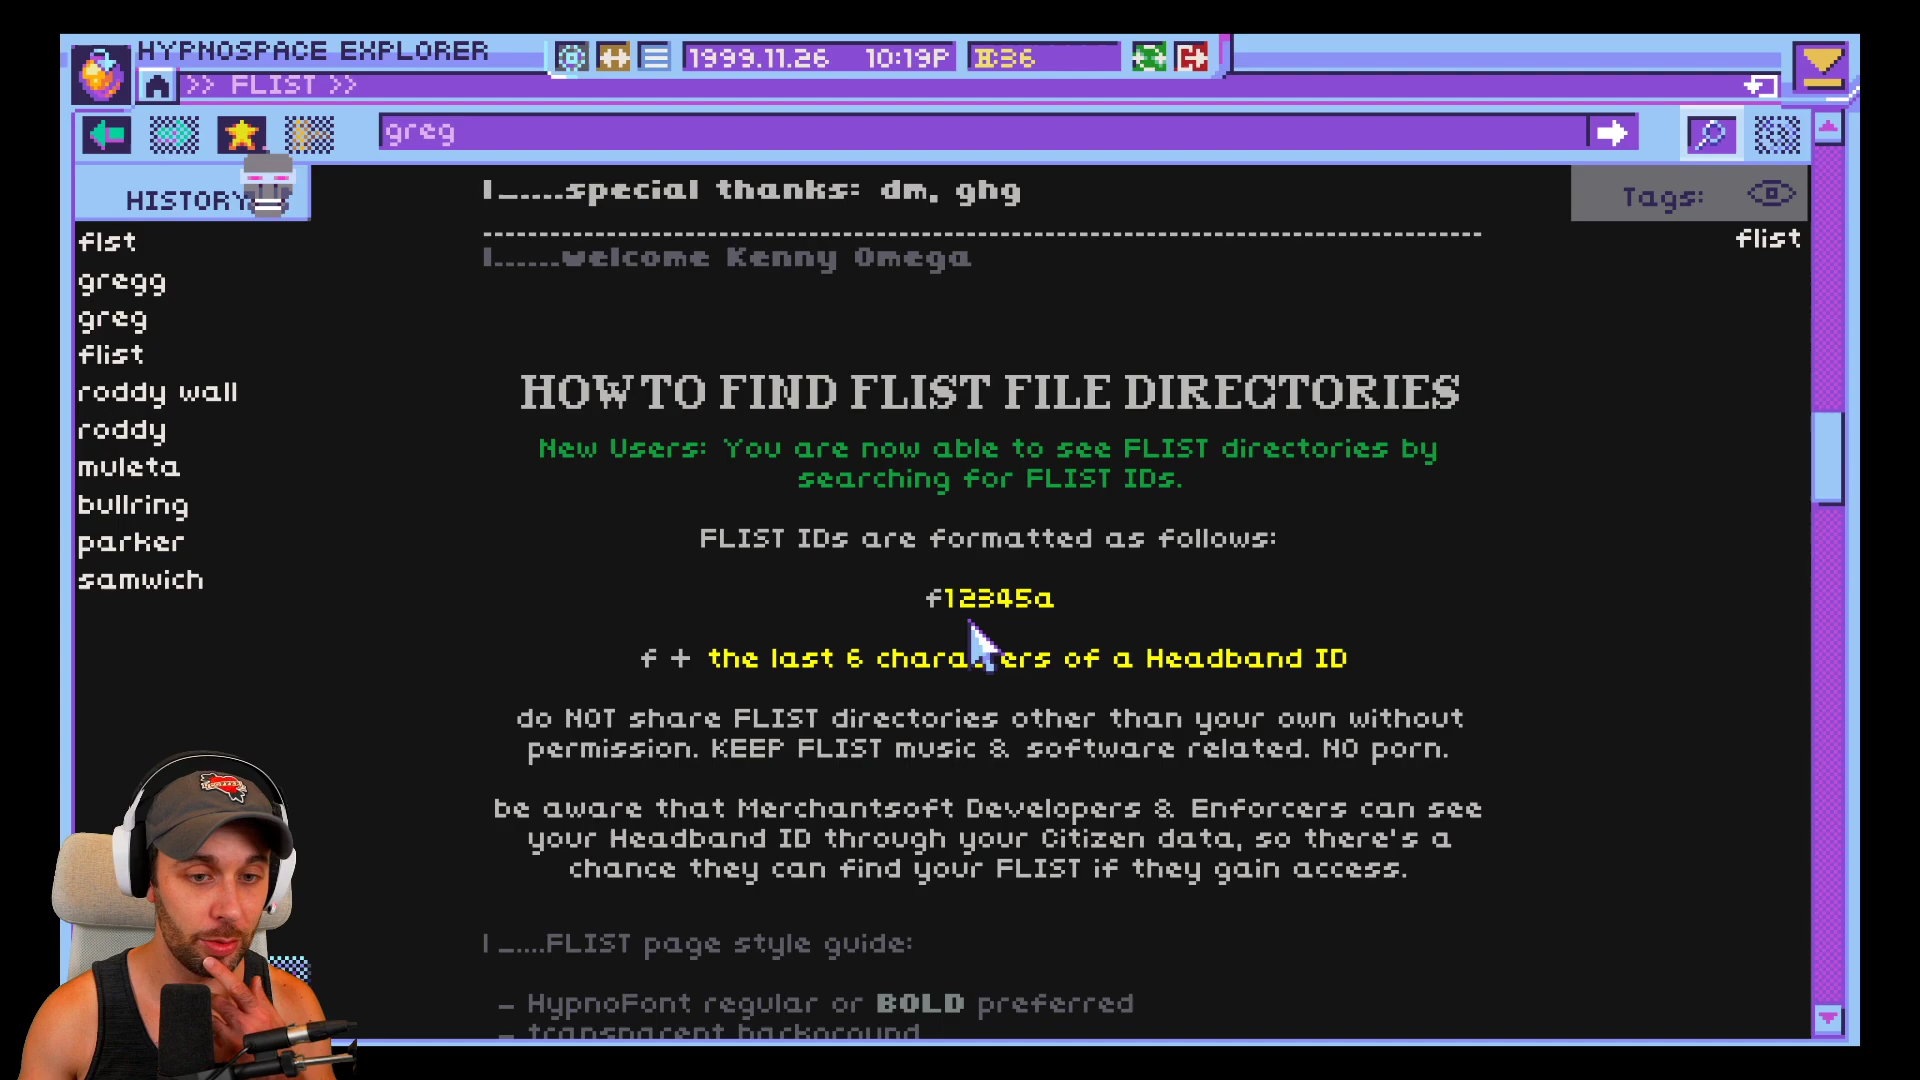 HYPNOSPACE EXPLORER
1999.11.26 10:19P
36
>> FLIST >>
greg
HISTORY
flst
gregg
greg
flist
roddy wall
roddy
muleta
bullring
parker
samwich
Tags:
flist
|_.....special thanks: dm, ghg
|......welcome Kenny Omega
HOW TO FIND FLIST FILE DIRECTORIES
New Users: You are now able to see FLIST directories by
searching for FLIST IDs.
FLIST IDs are formatted as follows:
f12345a
f + the last 6 characters of a Headband ID
do NOT share FLIST directories other than your own without
permission. KEEP FLIST music & software related. NO porn.
be aware that Merchantsoft Developers & Enforcers can see
your Headband ID through your Citizen data, so there's a
chance they can find your FLIST if they gain access.
|_....FLIST page style guide:
- HypnoFont regular or BOLD preferred
- transparent background